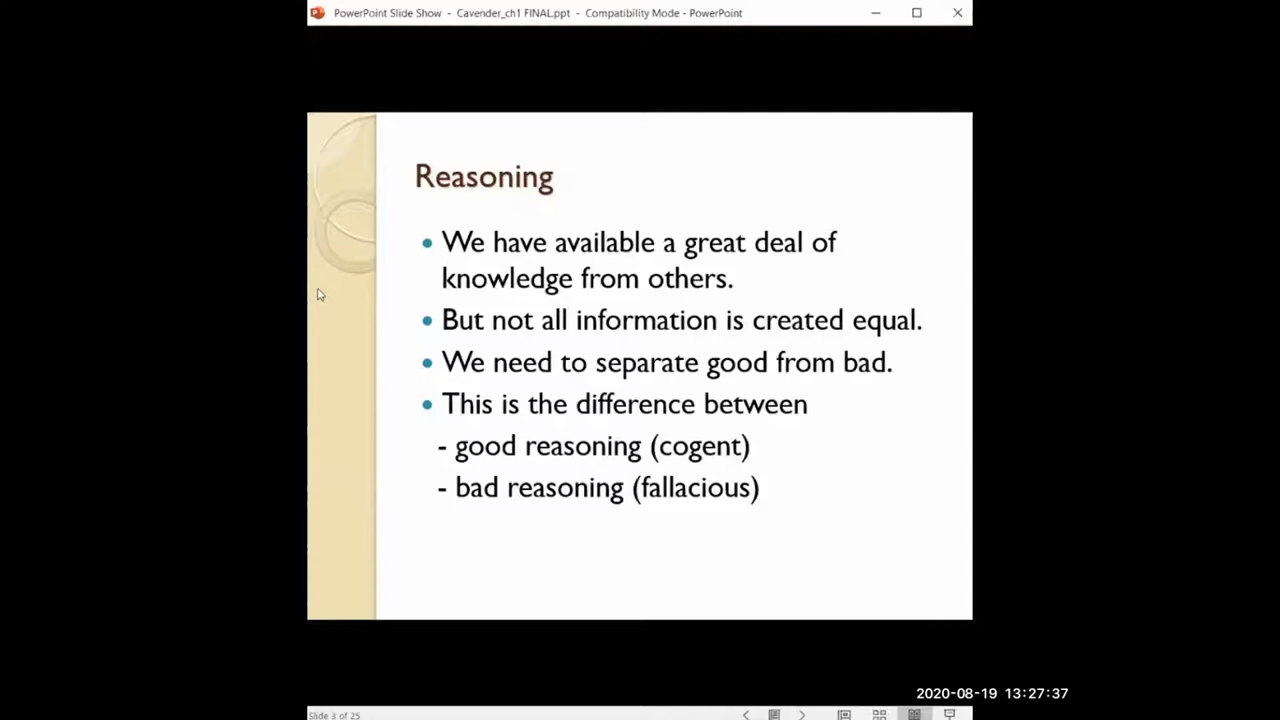 PowerPoint Slide Show - Cavender_ch1 FINAL.ppt - Compatibility Mode - PowerPoint
Reasoning
• We have available a great deal of
knowledge from others.
• But not all information is created equal.
• We need to separate good from bad.
• This is the difference between
- good reasoning (cogent)
- bad reasoning (fallacious)
2020-08-19 13:27:37
Slide 3 of 25